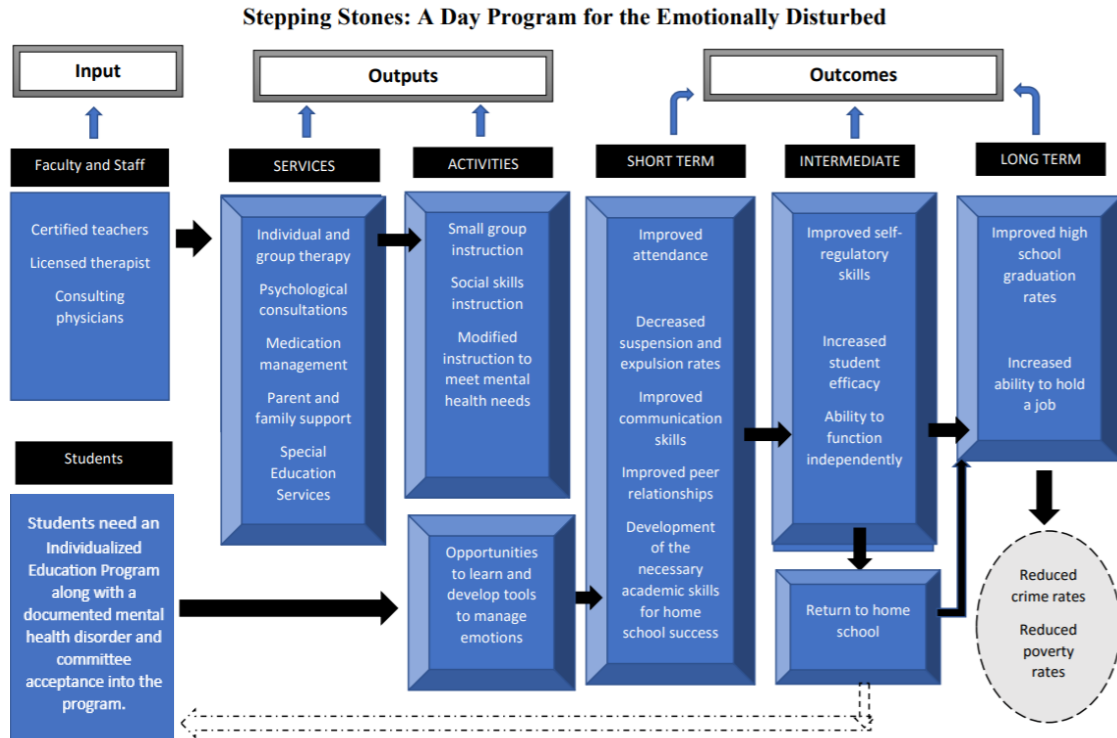 Stepping Stones: A Day Program for the Emotionally Disturbed
Input
Outputs
Outcomes
Faculty and Staff
SERVICES
ACTIVITIES
SHORT TERM
INTERMEDIATE
LONG TERM
Certified teachers
Licensed therapist
Consulting
physicians
Individual and
group therapy
Psychological
consultations
Medication
management
Parent and
family support
Special
Education
Services
Small group
instruction
Social skills
instruction
Modified
instruction to
meet mental
health needs
Improved
attendance
Decreased
suspension and
expulsion rates
Improved
communication
skills
Improved peer
relationships
Development of
the necessary
academic skills
for home
school success
Improved self-
regulatory
skills
Increased
student
efficacy
Ability to
function
independently
Improved high
school
graduation
rates
Increased
ability to hold
a job
Students
Students need an
Individualized
Education Program
along with a
documented mental
health disorder and
committee
acceptance into the
program.
Opportunities
to learn and
develop tools
to manage
emotions
Return to home
school
Reduced
crime rates
Reduced
poverty
rates